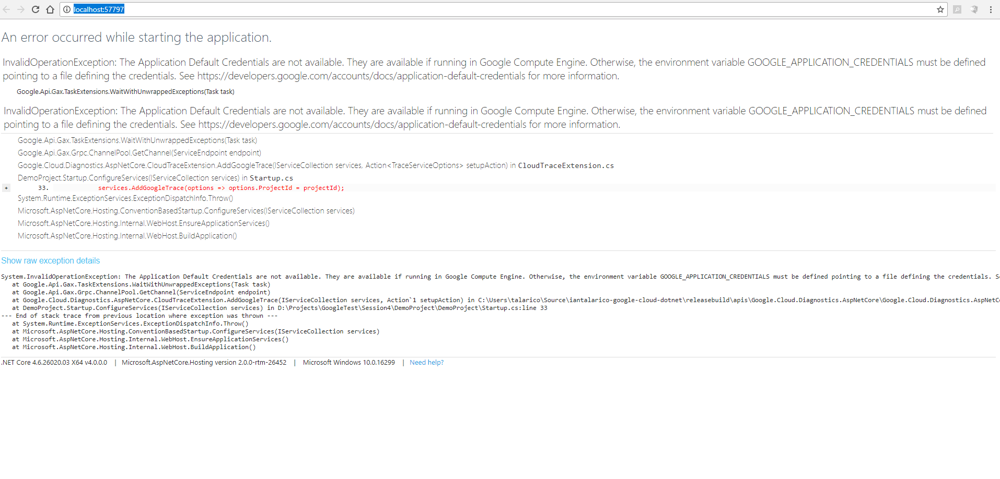 localhost:57797
An error occurred while starting the application.
InvalidOperationException: The Application Default Credentials are not available. They are available if running in Google Compute Engine. Otherwise, the environment variable GOOGLE_APPLICATION_CREDENTIALS must be defined
pointing to a file defining the credentials. See https://developers.google.com/accounts/docs/application-default-credentials for more information.
Google.Api.Gax.TaskExtensions.WaitWithUnwrappedExceptions(Task task)
InvalidOperationException: The Application Default Credentials are not available. They are available if running in Google Compute Engine. Otherwise, the environment variable GOOGLE_APPLICATION_CREDENTIALS must be defined
pointing to a file defining the credentials. See https://developers.google.com/accounts/docs/application-default-credentials for more information.
Google.Api.Gax.TaskExtensions.WaitWithUnwrappedExceptions(Task task)
Google.Api.Gax.Grpc.ChannelPool.GetChannel(ServiceEndpoint endpoint)
Google.Cloud.Diagnostics.AspNetCore.CloudTraceExtension.AddGoogleTrace(IServiceCollection services, Action<TraceServiceOptions> setupAction) in CloudTraceExtension.cs
DemoProject.Startup.ConfigureServices(IServiceCollection services) in Startup.cs
+ 33. services.AddGoogleTrace(options => options.ProjectId = projectId);
System.Runtime.ExceptionServices.ExceptionDispatchInfo.Throw()
Microsoft.AspNetCore.Hosting.ConventionBasedStartup.ConfigureServices(IServiceCollection services)
Microsoft.AspNetCore.Hosting.Internal.WebHost.EnsureApplicationServices()
Microsoft.AspNetCore.Hosting.Internal.WebHost.BuildApplication()
Show raw exception details
System.InvalidOperationException: The Application Default Credentials are not available. They are available if running in Google Compute Engine. Otherwise, the environment variable GOOGLE_APPLICATION_CREDENTIALS must be defined pointing to a file defining the credentials. S
at Google.Api.Gax.TaskExtensions.WaitWithUnwrappedExceptions(Task task)
at Google.Api.Gax.Grpc.ChannelPool.GetChannel(ServiceEndpoint endpoint)
at Google.Cloud.Diagnostics.AspNetCore.CloudTraceExtension.AddGoogleTrace(IServiceCollection services, Action`1 setupAction) in C:\Users\talarico\Source\iantalarico-google-cloud-dotnet\releasebuild\apis\Google.Cloud.Diagnostics.AspNetCore\Google.Cloud.Diagnostics.AspNetC
at DemoProject.Startup.ConfigureServices(IServiceCollection services) in D:\Projects\GoogleTest\Session4\DemoProject\DemoProject\Startup.cs:line 33
--- End of stack trace from previous location where exception was thrown ---
at System.Runtime.ExceptionServices.ExceptionDispatchInfo.Throw()
at Microsoft.AspNetCore.Hosting.ConventionBasedStartup.ConfigureServices(IServiceCollection services)
at Microsoft.AspNetCore.Hosting.Internal.WebHost.EnsureApplicationServices()
at Microsoft.AspNetCore.Hosting.Internal.WebHost.BuildApplication()
.NET Core 4.6.26020.03 X64 v4.0.0.0 | Microsoft.AspNetCore.Hosting version 2.0.0-rtm-26452 | Microsoft Windows 10.0.16299 | Need help?